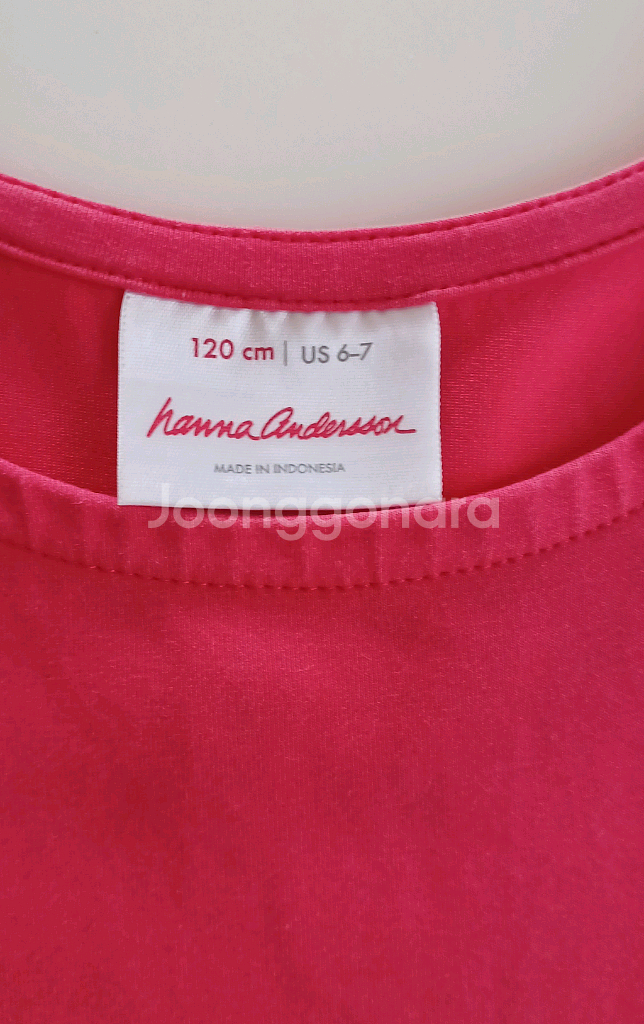 120 cm | US 6–7
hanna Andersson
MADE IN INDONESIA
Joonggonara